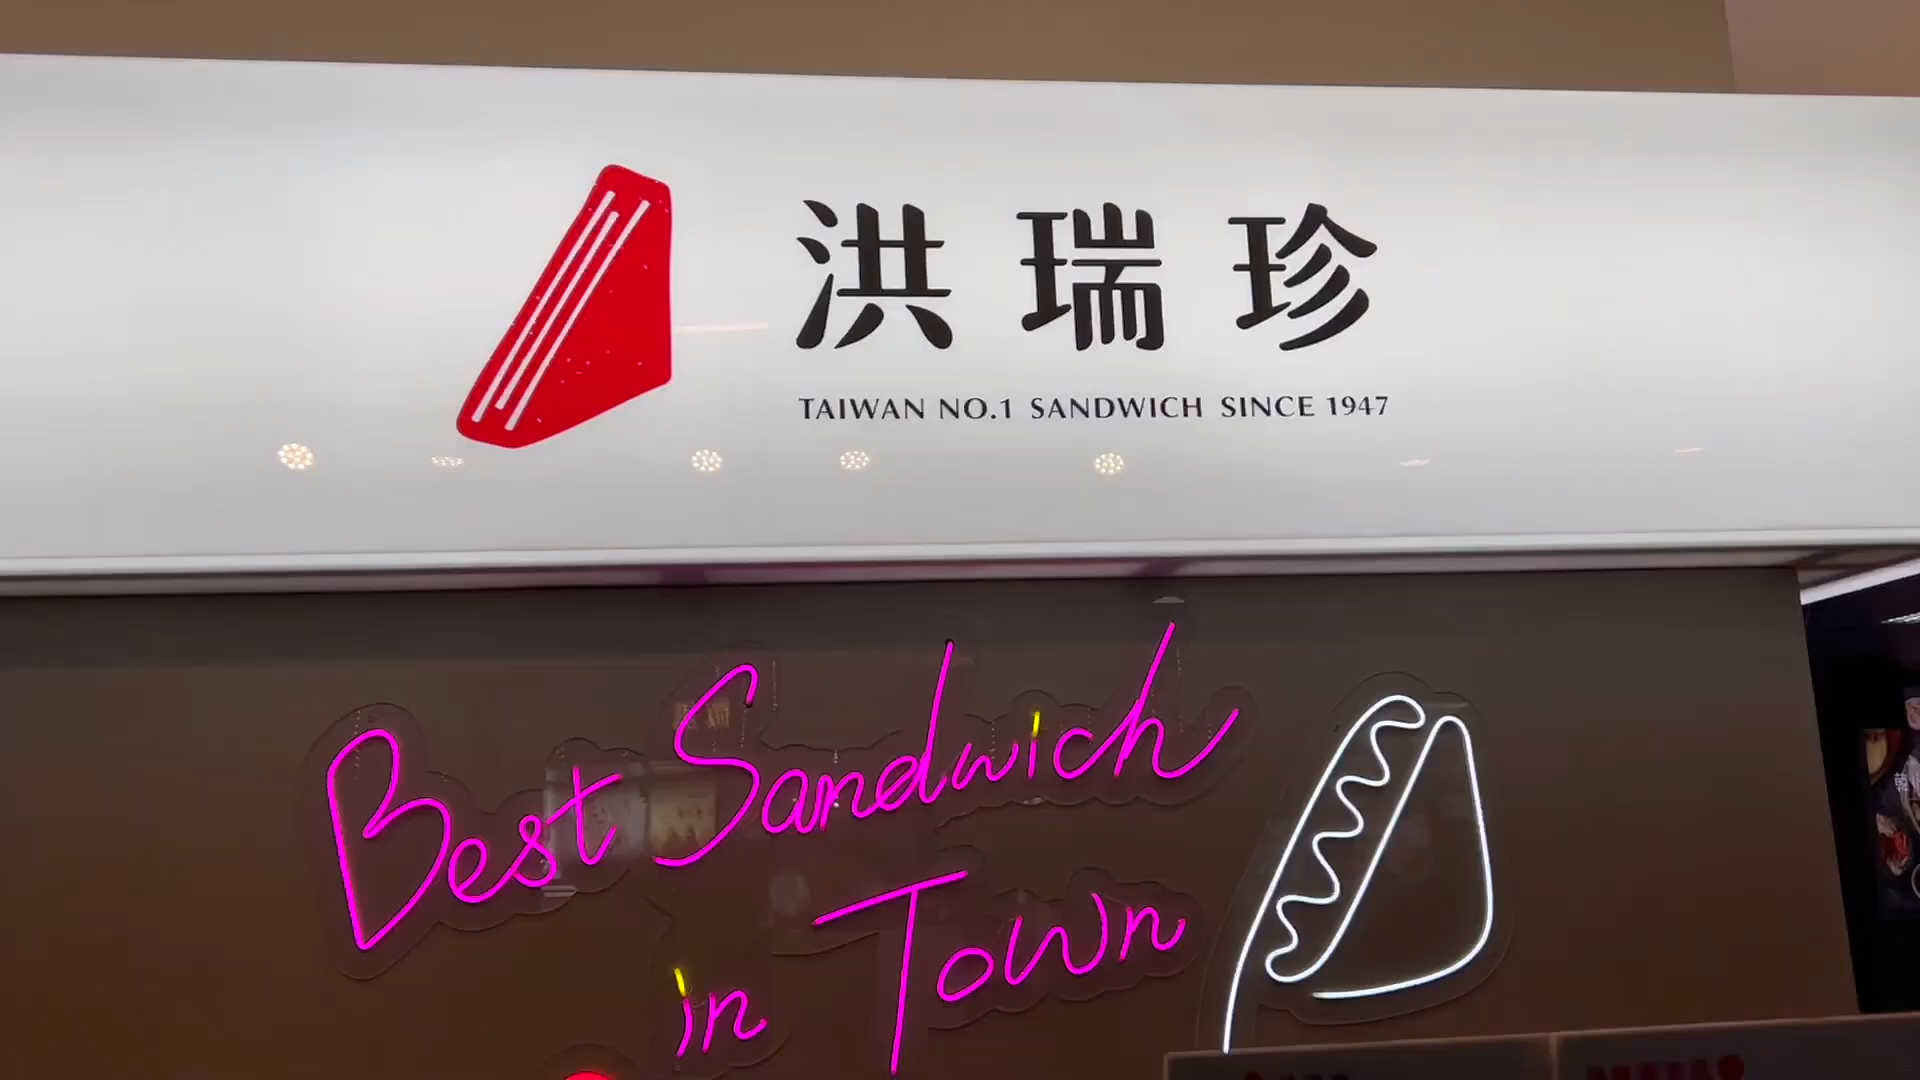 洪瑞珍
TAIWAN NO.1 SANDWICH SINCE 1947
Best Sandwich
in Town